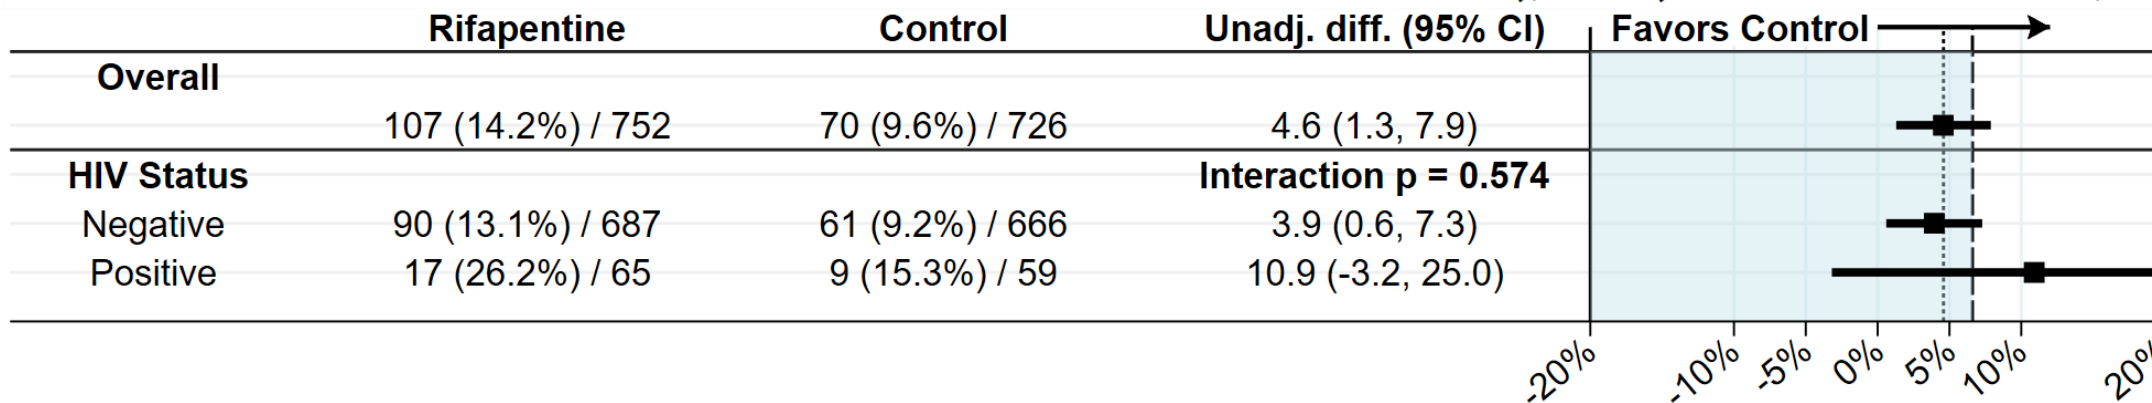 Rifapentine Control Unadj. diff. (95% CI) Favors Control
Overall
107 (14.2%) / 752 70 (9.6%) / 726 4.6 (1.3, 7.9)
HIV Status Interaction p = 0.574
Negative 90 (13.1%) / 687 61 (9.2%) / 666 3.9 (0.6, 7.3)
Positive 17 (26.2%) / 65 9 (15.3%) / 59 10.9 (-3.2, 25.0)
-20% -10% -5% 0% 5% 10%